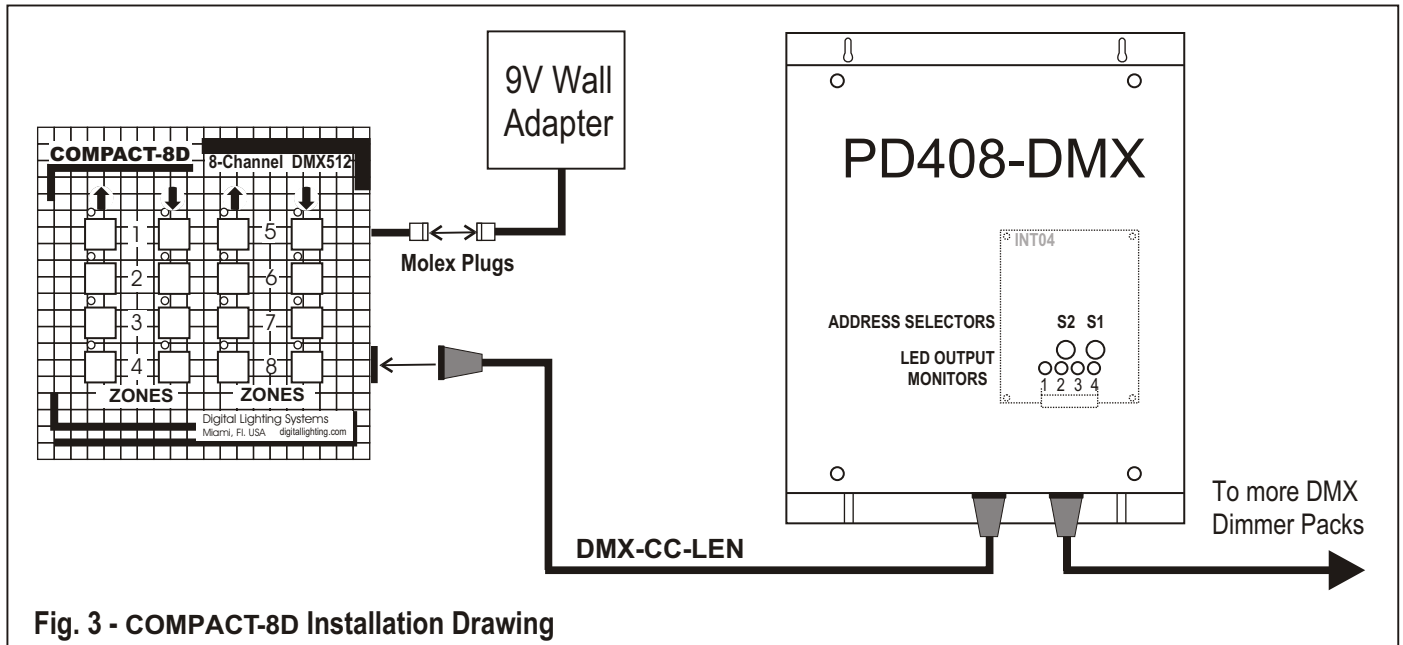 9V Wall
Adapter
COMPACT-8D
8-Channel DMX512
1
2
3
4
5
6
7
8
ZONES
ZONES
Digital Lighting Systems
Miami, Fl. USA digitallighting.com
Molex Plugs
DMX-CC-LEN
PD408-DMX
INT04
ADDRESS SELECTORS
S2 S1
LED OUTPUT
MONITORS
1 2 3 4
To more DMX
Dimmer Packs
Fig. 3 - COMPACT-8D Installation Drawing